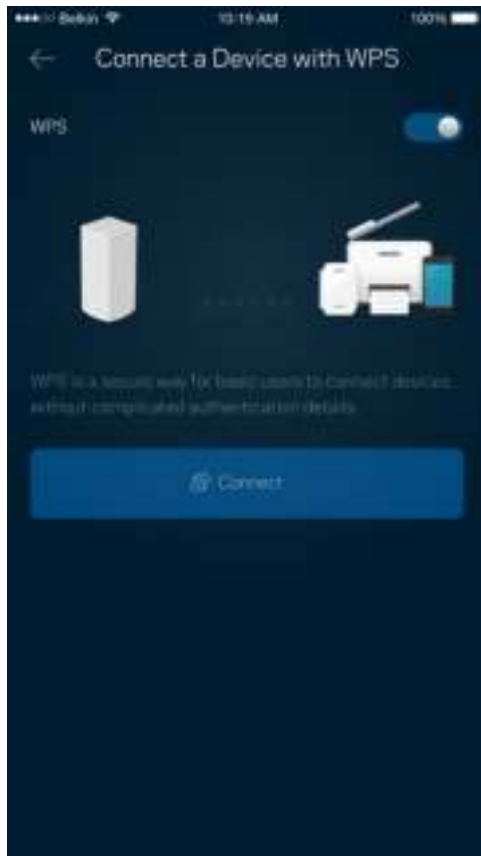 Belkin 10:19 AM 100%
Connect a Device with WPS
WPS
WPS is a secure way for basic users to connect devices
without complicated authentication details.
Connect